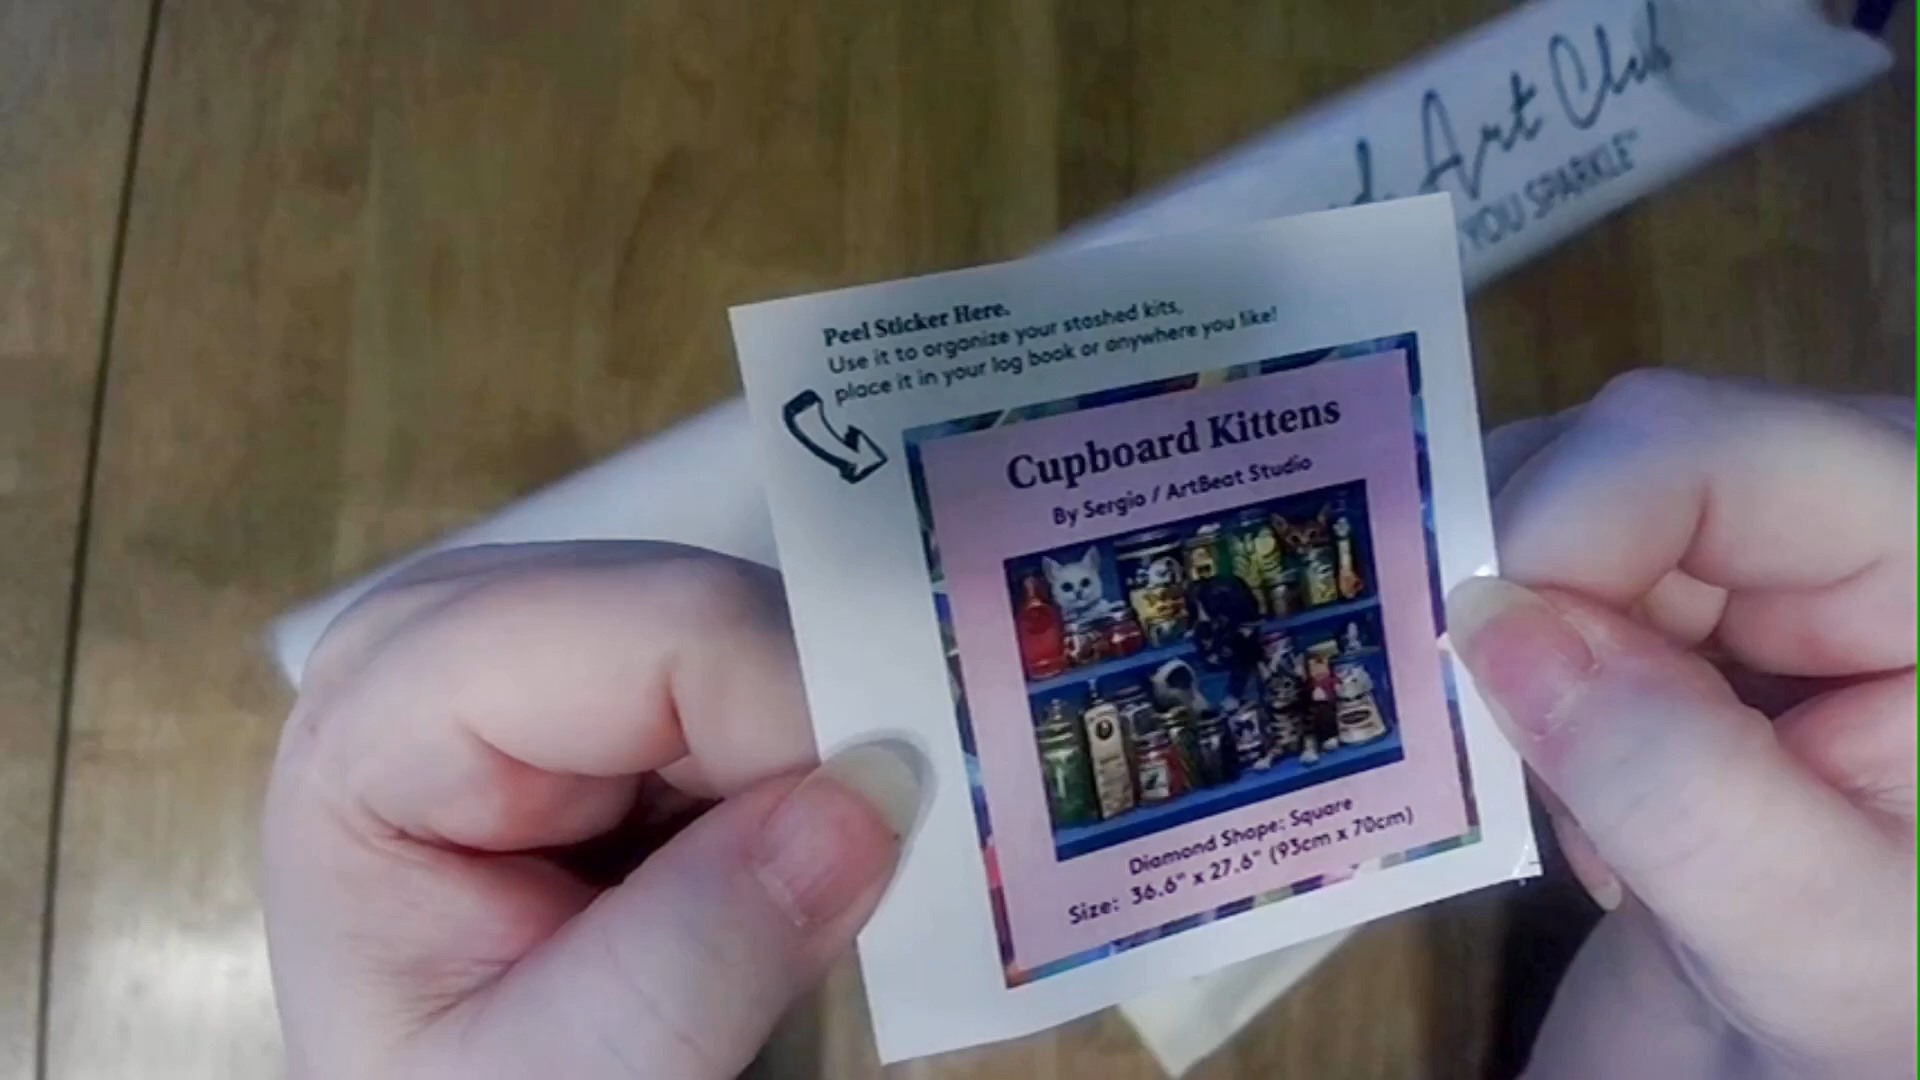 Art Club
YOU SPARKLE™
Peel Sticker Here.
Use it to organize your stashed kits,
place it in your log book or anywhere you like!
Cupboard Kittens
By Sergio / ArtBeat Studio
Diamond Shape: Square
Size: 36.6" x 27.6" (93cm x 70cm)